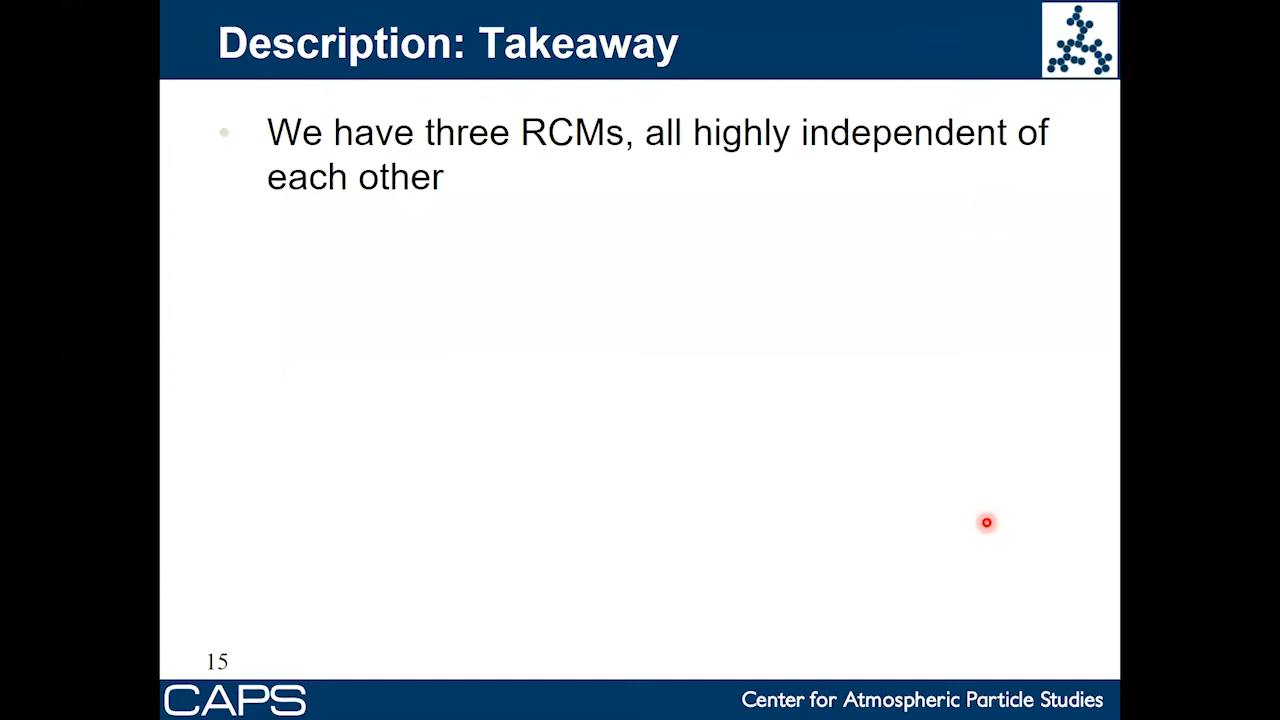 Description: Takeaway
• We have three RCMs, all highly independent of
each other
15
CAPS
Center for Atmospheric Particle Studies